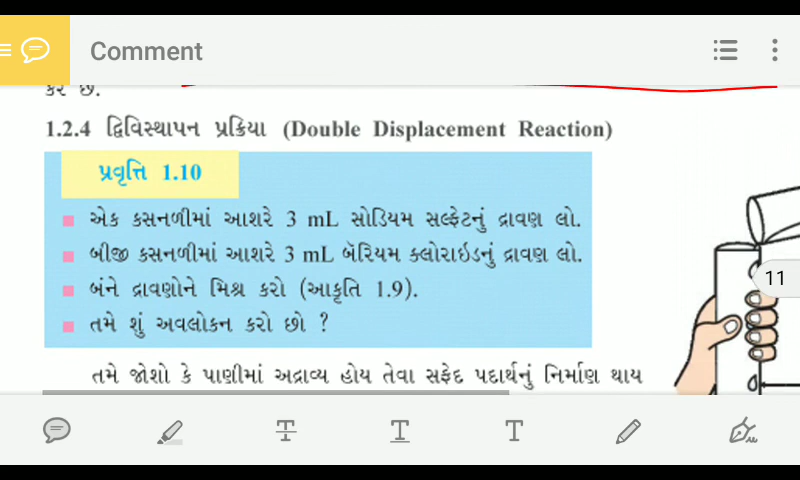 Comment
કરે છે.
1.2.4 દ્વિવિસ્થાપન પ્રક્રિયા (Double Displacement Reaction)
પ્રવૃત્તિ 1.10
એક કસનળીમાં આશરે 3 mL સોડિયમ સલ્ફેટનું દ્રાવણ લો.
બીજી કસનળીમાં આશરે 3 mL બૅરિયમ ક્લોરાઇડનું દ્રાવણ લો.
બંને દ્રાવણોને મિશ્ર કરો (આકૃતિ 1.9).
તમે શું અવલોકન કરો છો ?
11
તમે જોશો કે પાણીમાં અદ્રાવ્ય હોય તેવા સફેદ પદાર્થનું નિર્માણ થાય